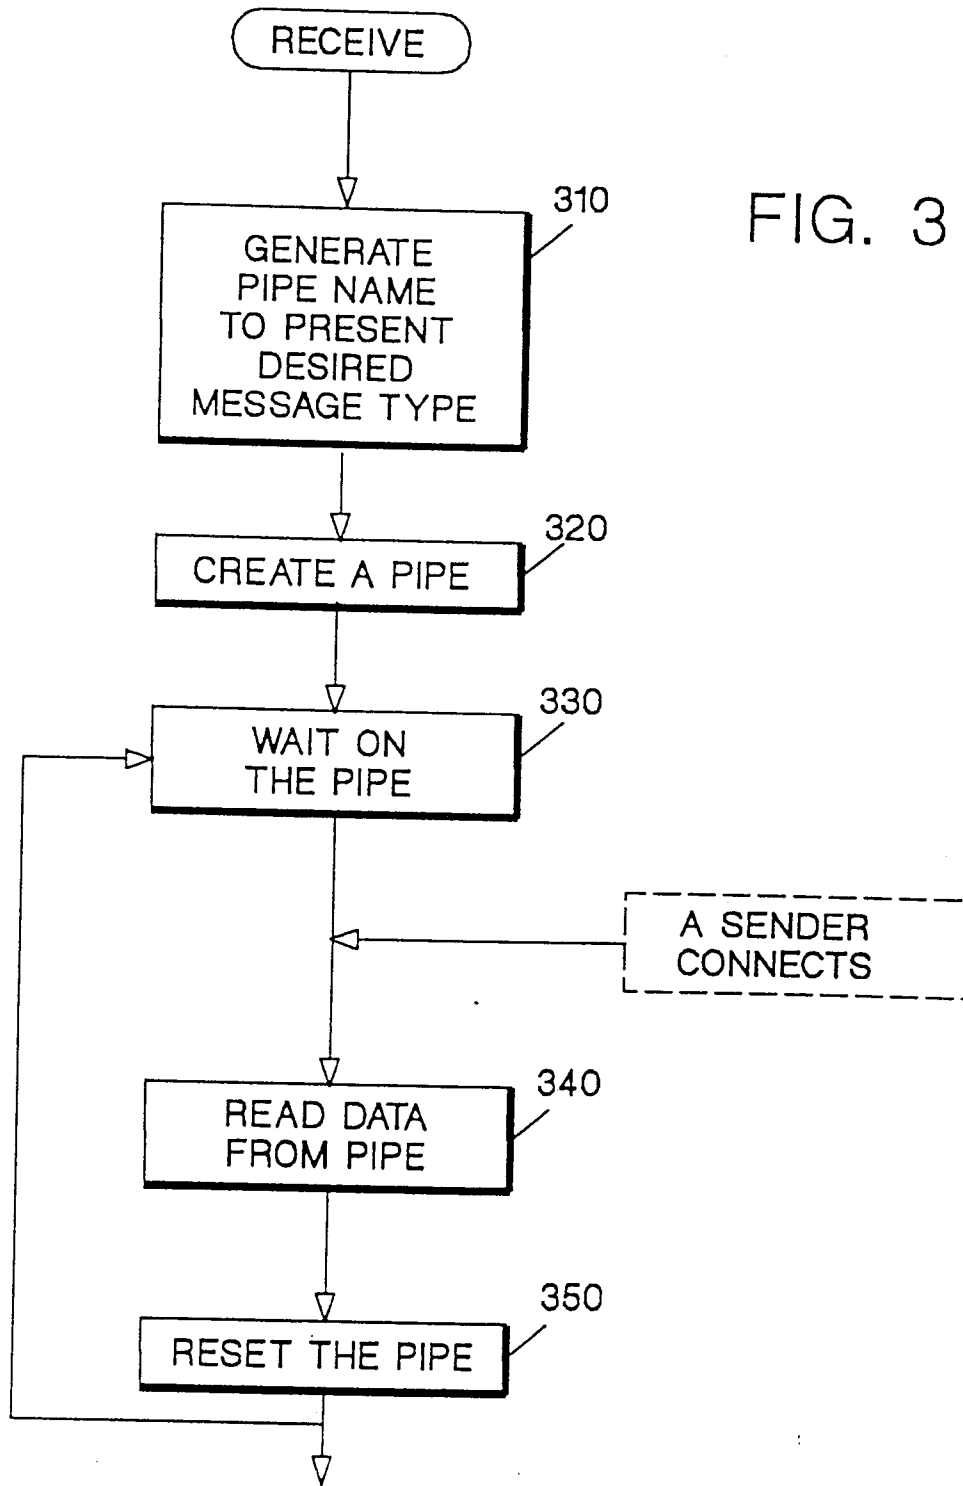 RECEIVE
310
FIG. 3
GENERATE
PIPE NAME
TO PRESENT
DESIRED
MESSAGE TYPE
320
CREATE A PIPE
330
WAIT ON
THE PIPE
A SENDER
CONNECTS
340
READ DATA
FROM PIPE
350
RESET THE PIPE